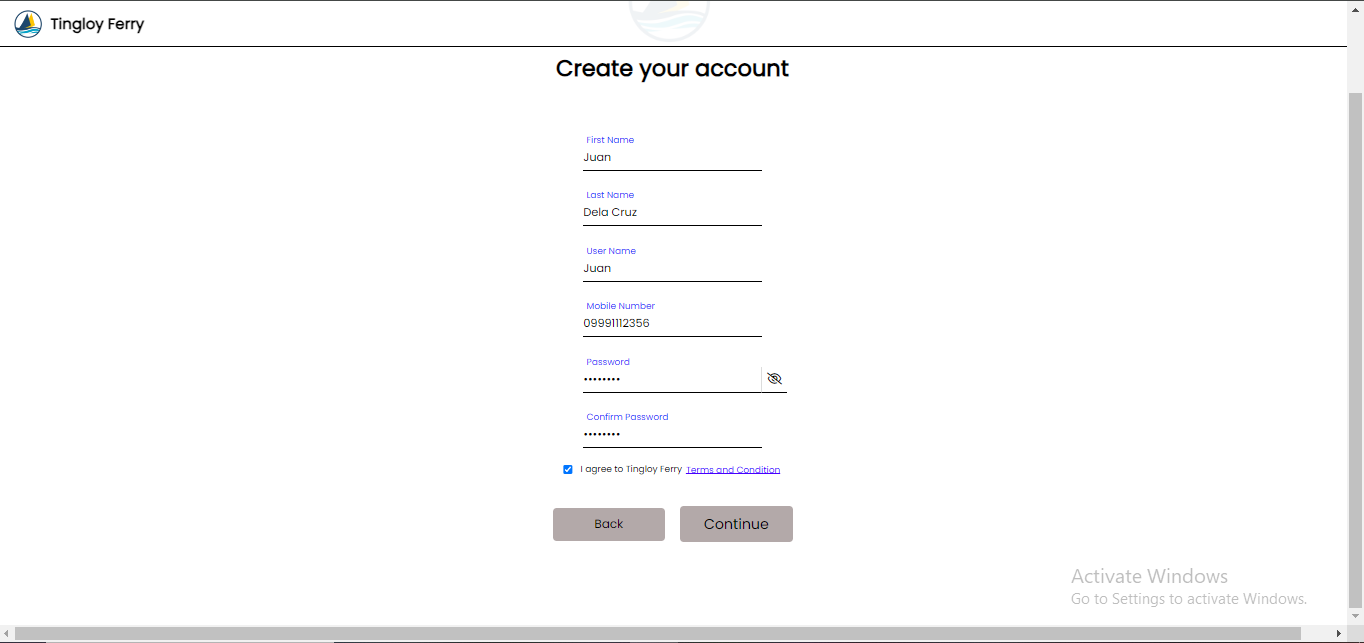 Tingloy Ferry
Create your account
First Name
Juan
Last Name
Dela Cruz
User Name
Juan
Mobile Number
09991112356
Password
••••••••
Confirm Password
••••••••
I agree to Tingloy Ferry Terms and Condition
Back
Continue
Activate Windows
Go to Settings to activate Windows.